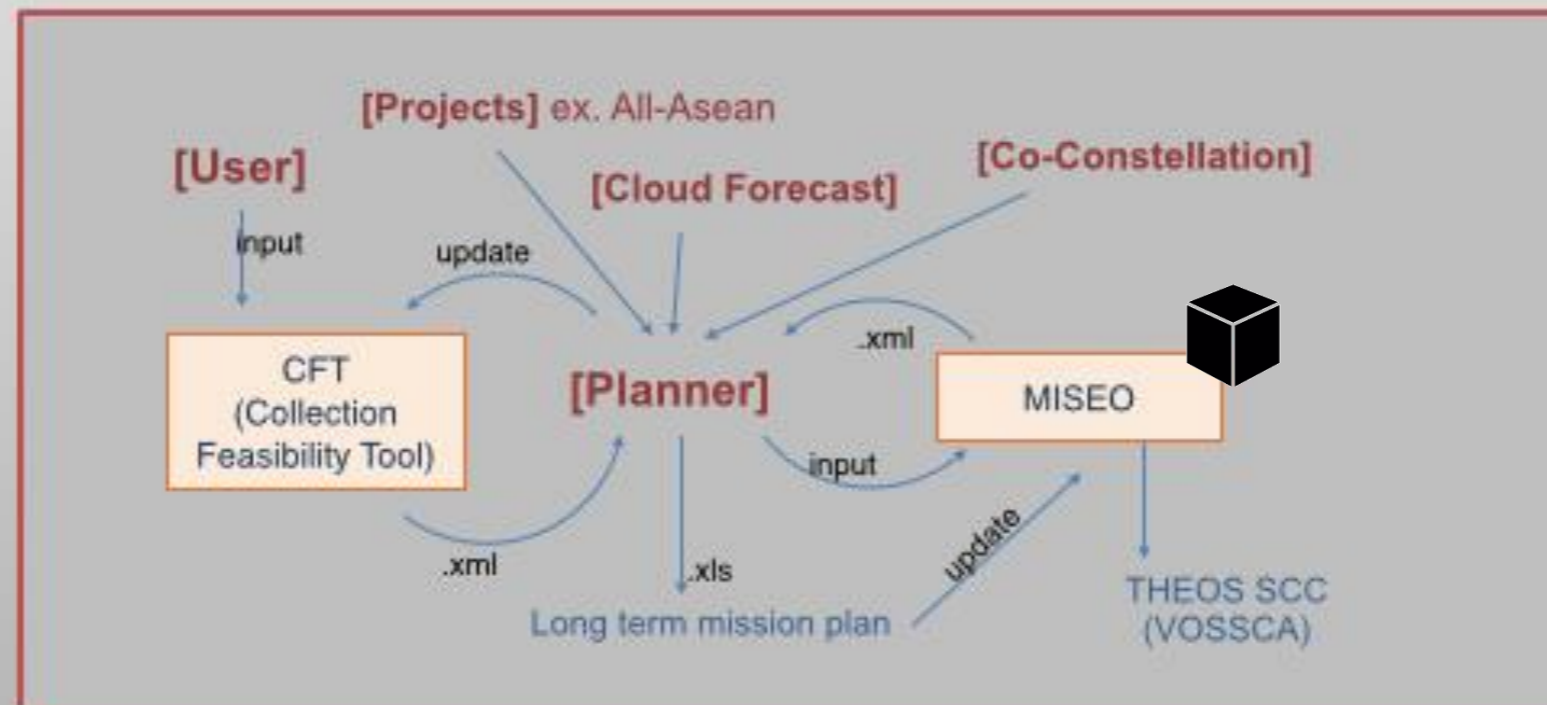 [Projects] ex. All-Asean
[User]
[Cloud Forecast]
[Co-Constellation]
input
update
.xml
CFT
(Collection
Feasibility Tool)
[Planner]
MISEO
input
.xml
.xls
update
Long term mission plan
THEOS SCC
(VOSSCA)